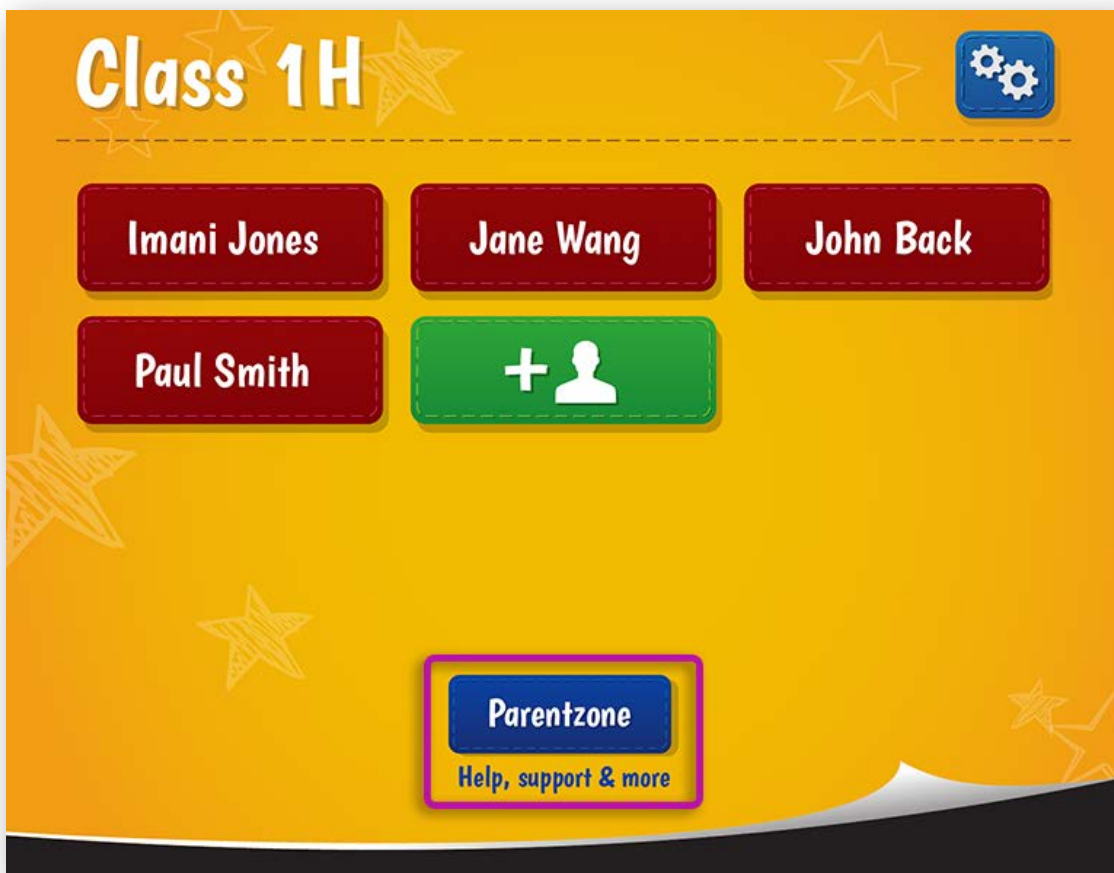 Class 1H
Imani Jones
Jane Wang
John Back
Paul Smith
Parentzone
Help, support & more